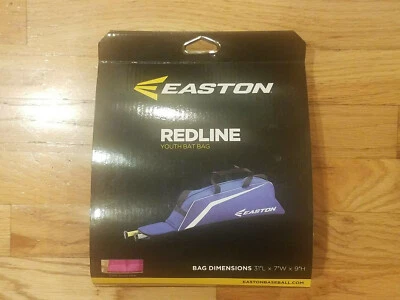 EASTON
REDLINE
YOUTH BAT BAG
EASTON
BAG DIMENSIONS 31"L x 7"W x 9"H
EASTONBASEBALL.COM